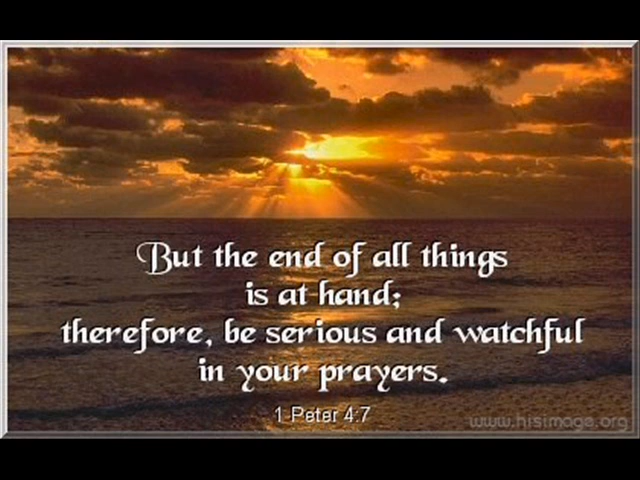 But the end of all things
is at hand;
therefore, be serious and watchful
in your prayers.
1 Peter 4:7
www.hisimage.org